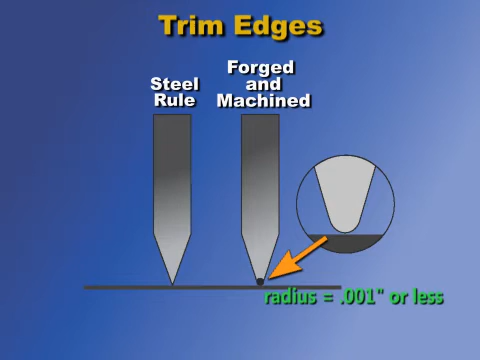 Trim Edges
Steel
Rule
Forged
and
Machined
radius = .001" or less